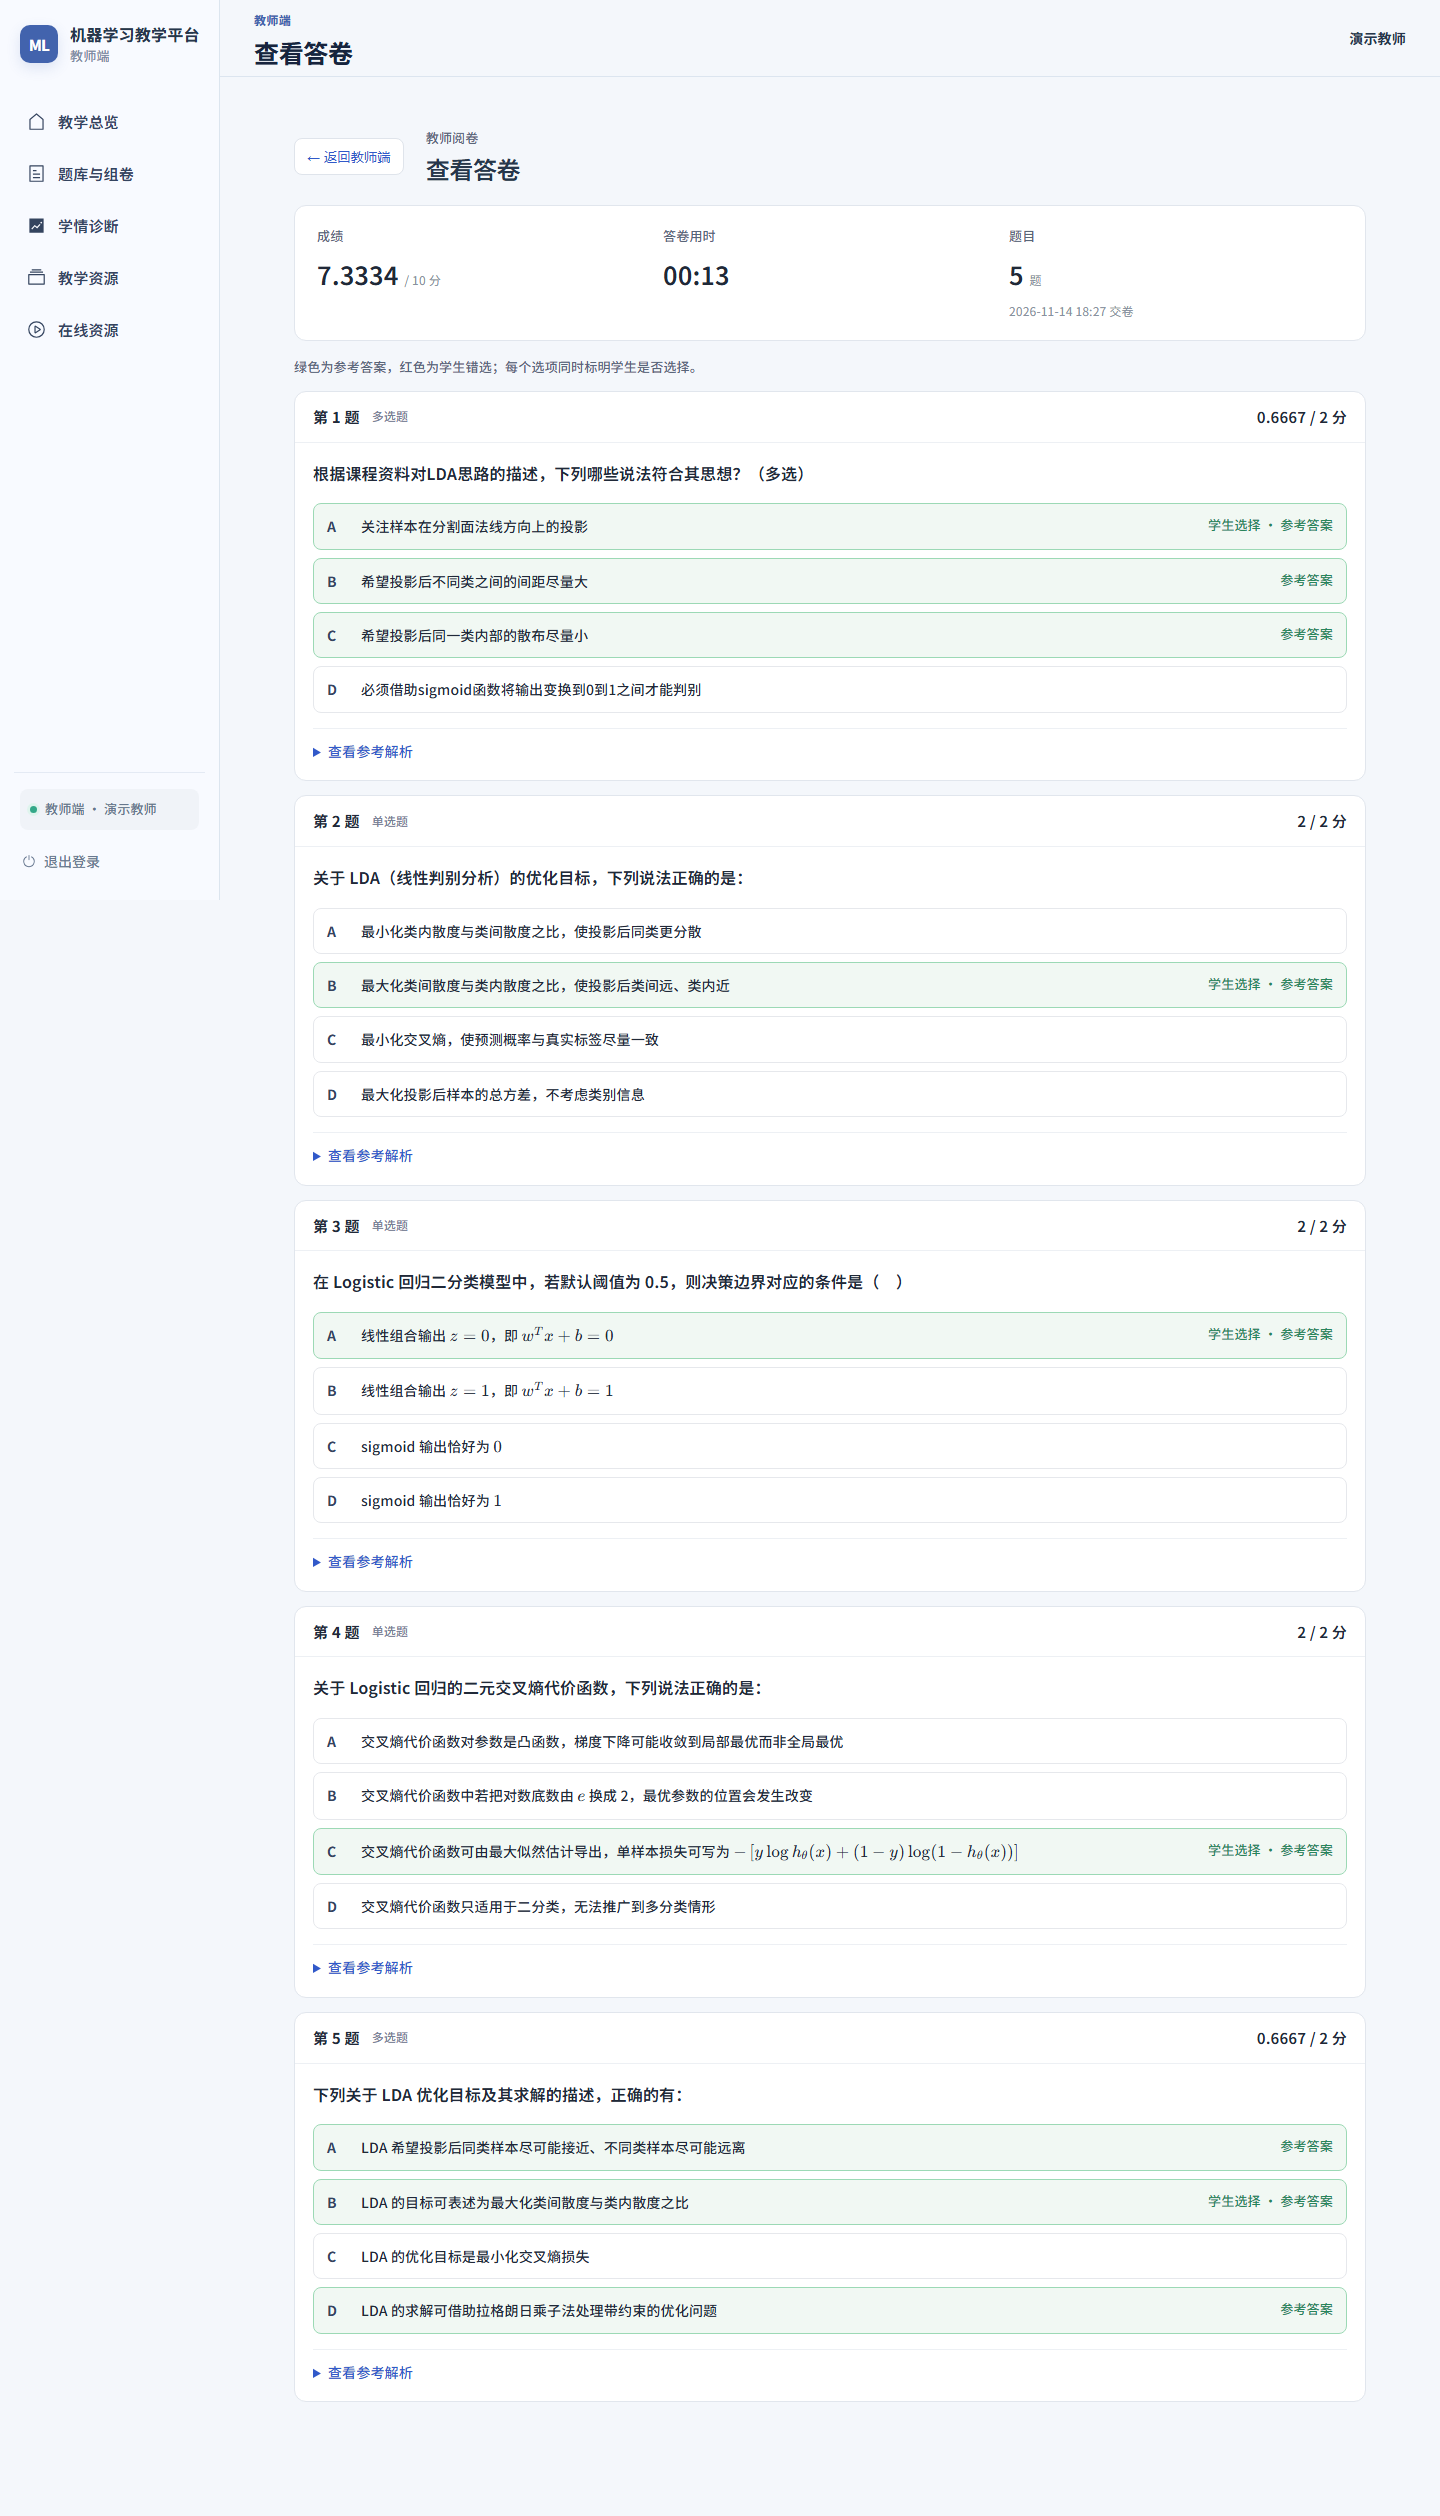 ML
机器学习教学平台
教师端
教学总览
题库与组卷
学情诊断
教学资源
在线资源
教师端 · 演示教师
退出登录
教师端
查看答卷
演示教师
← 返回教师端
教师阅卷
查看答卷
成绩
7.3334 / 10 分
答卷用时
00:13
题目
5 题
2026-11-14 18:27 交卷
绿色为参考答案，红色为学生错选；每个选项同时标明学生是否选择。
第 1 题 多选题 0.6667 / 2 分
根据课程资料对LDA思路的描述，下列哪些说法符合其思想？（多选）
A 关注样本在分割面法线方向上的投影 学生选择 · 参考答案
B 希望投影后不同类之间的间距尽量大 参考答案
C 希望投影后同一类内部的散布尽量小 参考答案
D 必须借助sigmoid函数将输出变换到0到1之间才能判别
▶ 查看参考解析
第 2 题 单选题 2 / 2 分
关于 LDA（线性判别分析）的优化目标，下列说法正确的是：
A 最小化类内散度与类间散度之比，使投影后同类更分散
B 最大化类间散度与类内散度之比，使投影后类间远、类内近 学生选择 · 参考答案
C 最小化交叉熵，使预测概率与真实标签尽量一致
D 最大化投影后样本的总方差，不考虑类别信息
▶ 查看参考解析
第 3 题 单选题 2 / 2 分
在 Logistic 回归二分类模型中，若默认阈值为 0.5，则决策边界对应的条件是（ ）
A 线性组合输出 z = 0，即 w^T x + b = 0 学生选择 · 参考答案
B 线性组合输出 z = 1，即 w^T x + b = 1
C sigmoid 输出恰好为 0
D sigmoid 输出恰好为 1
▶ 查看参考解析
第 4 题 单选题 2 / 2 分
关于 Logistic 回归的二元交叉熵代价函数，下列说法正确的是：
A 交叉熵代价函数对参数是凸函数，梯度下降可能收敛到局部最优而非全局最优
B 交叉熵代价函数中若把对数底数由 e 换成 2，最优参数的位置会发生改变
C 交叉熵代价函数可由最大似然估计导出，单样本损失可写为 − [y log h_θ(x) + (1 − y) log(1 − h_θ(x))] 学生选择 · 参考答案
D 交叉熵代价函数只适用于二分类，无法推广到多分类情形
▶ 查看参考解析
第 5 题 多选题 0.6667 / 2 分
下列关于 LDA 优化目标及其求解的描述，正确的有：
A LDA 希望投影后同类样本尽可能接近、不同类样本尽可能远离 参考答案
B LDA 的目标可表述为最大化类间散度与类内散度之比 学生选择 · 参考答案
C LDA 的优化目标是最小化交叉熵损失
D LDA 的求解可借助拉格朗日乘子法处理带约束的优化问题 参考答案
▶ 查看参考解析